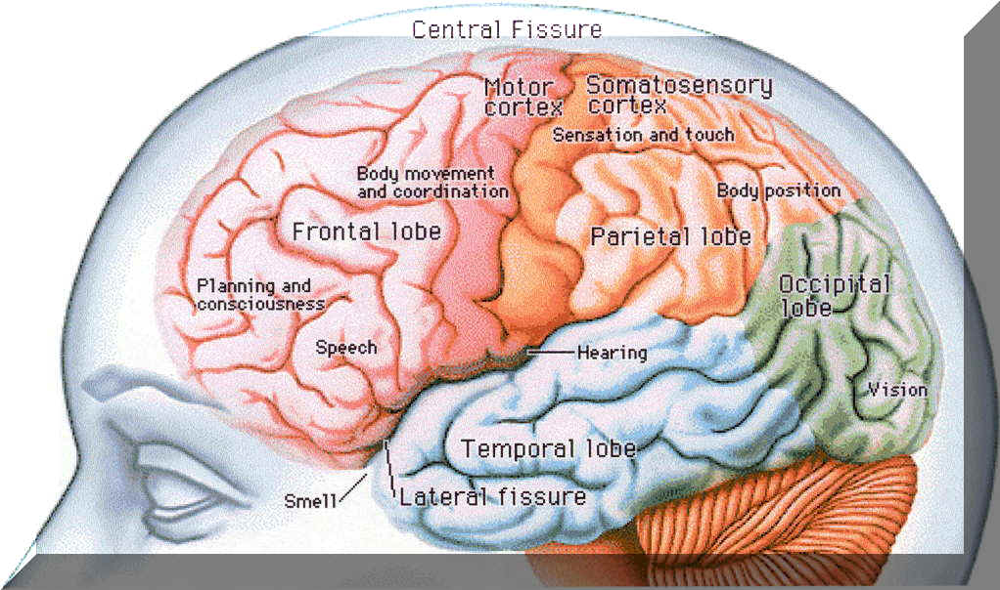 Central Fissure
Motor
cortex
Somatosensory
cortex
Sensation and touch
Body movement
and coordination
Body position
Frontal lobe
Parietal lobe
Planning and
consciousness
Occipital
lobe
Speech
Hearing
Vision
Temporal lobe
Smell
Lateral fissure